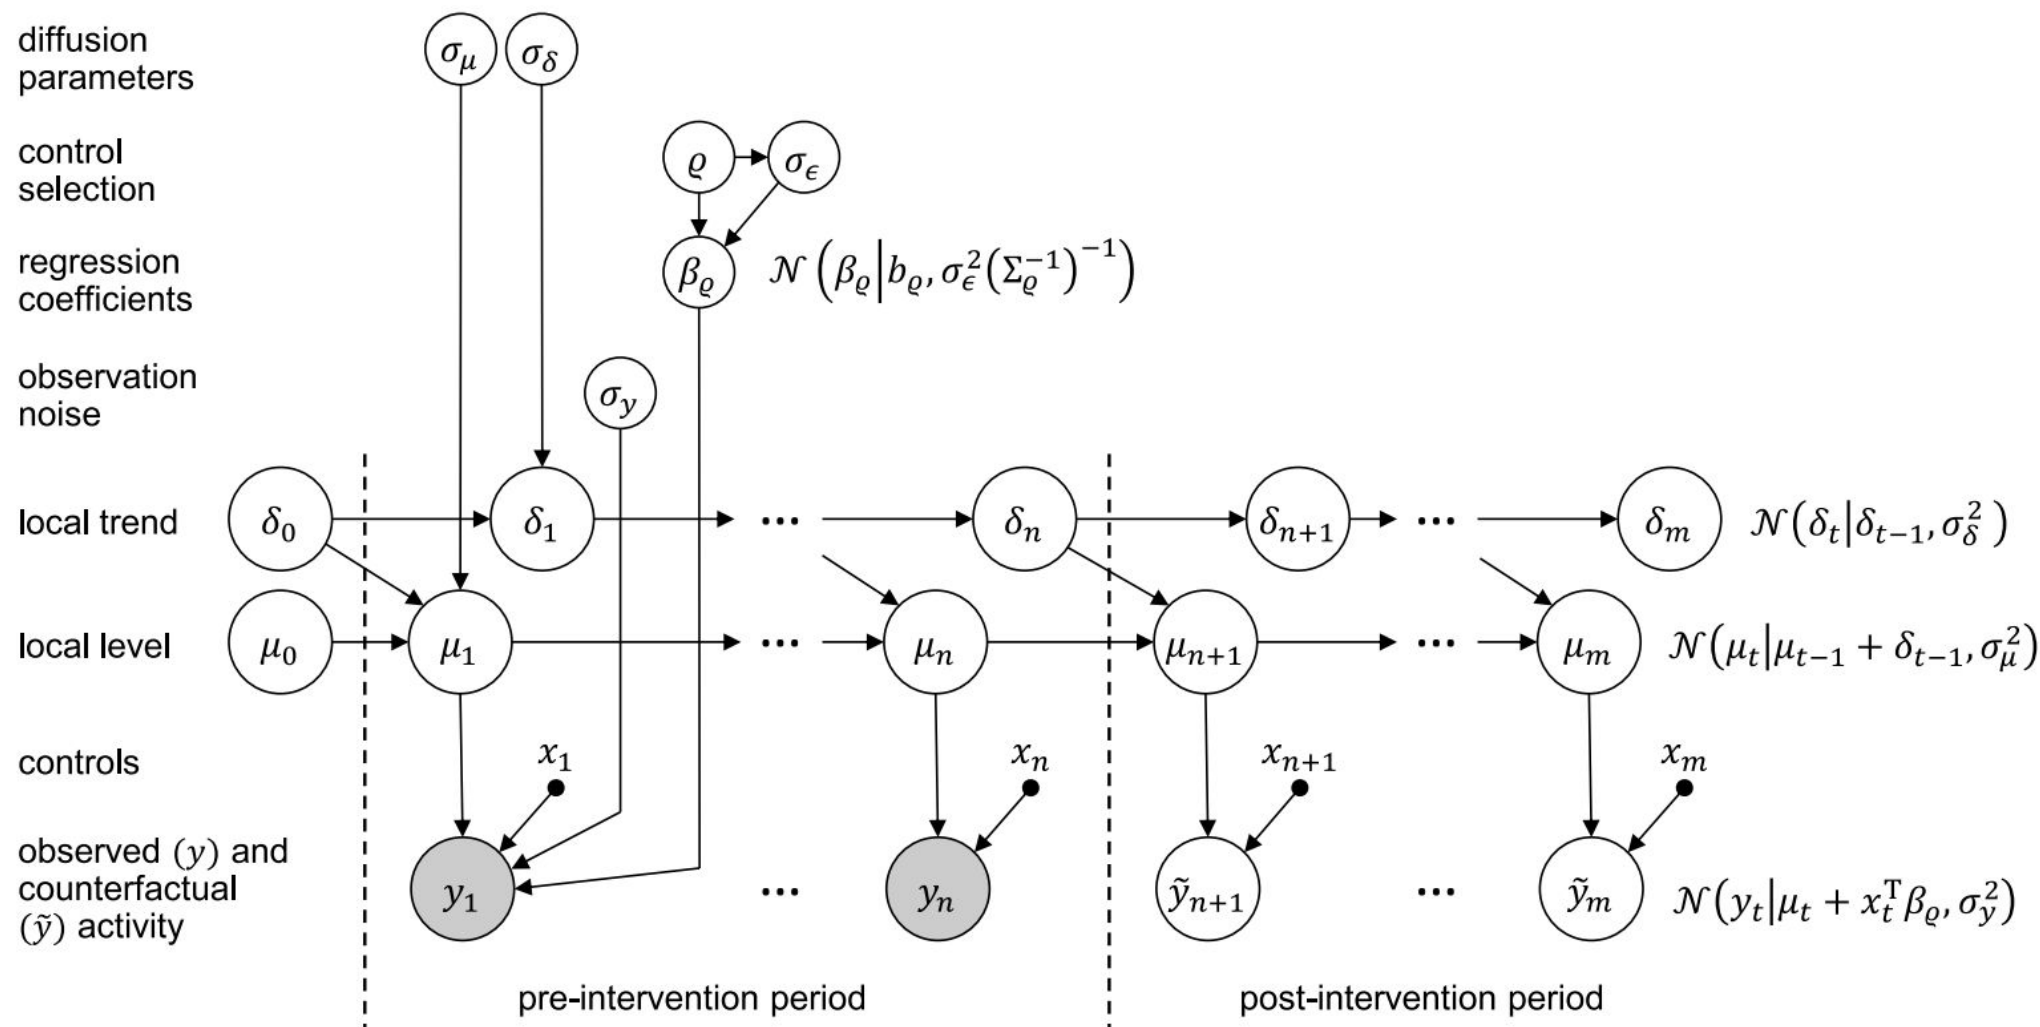 diffusion
parameters
σ_μ σ_δ
control
selection
ϱ σ_ϵ
regression
coefficients
β_ϱ 𝒩(β_ϱ|b_ϱ, σ_ϵ^2(Σ_ϱ^{-1})^{-1})
observation
noise
σ_y
local trend δ_0 δ_1 ... δ_n δ_{n+1} ... δ_m 𝒩(δ_t|δ_{t-1}, σ_δ^2)
local level μ_0 μ_1 ... μ_n μ_{n+1} ... μ_m 𝒩(μ_t|μ_{t-1} + δ_{t-1}, σ_μ^2)
controls x_1 x_n x_{n+1} x_m
observed (y) and
counterfactual
(ỹ) activity
y_1 ... y_n ỹ_{n+1} ... ỹ_m 𝒩(y_t|μ_t + x_t^T β_ϱ, σ_y^2)
pre-intervention period post-intervention period